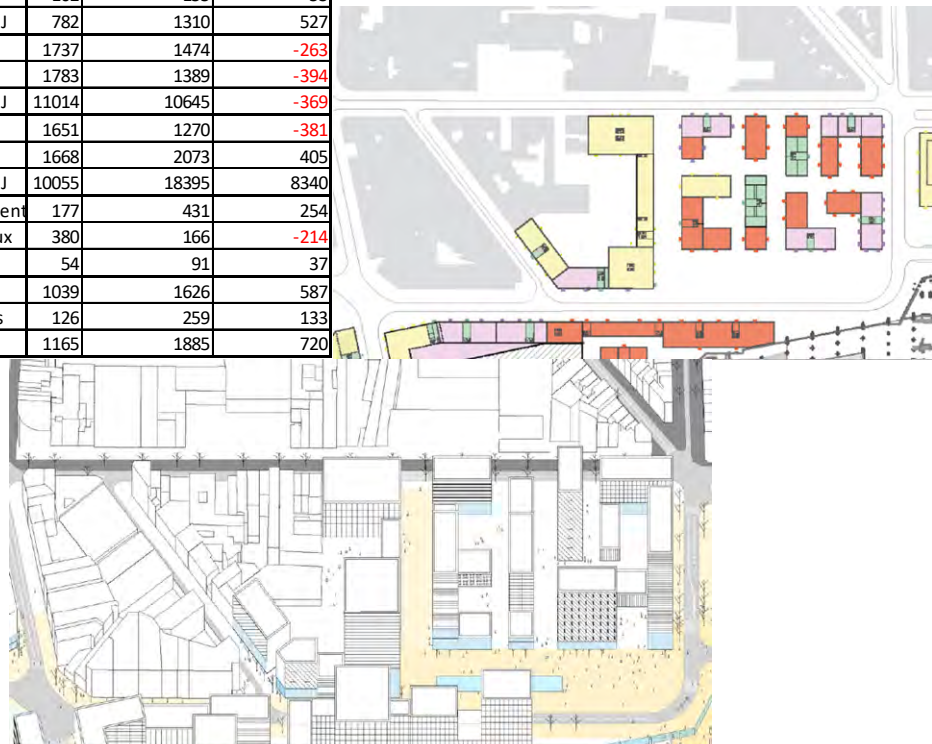 J 782 1310 527
1737 1474 -263
1783 1389 -394
J 11014 10645 -369
1651 1270 -381
1668 2073 405
J 10055 18395 8340
ent 177 431 254
ux 380 166 -214
54 91 37
1039 1626 587
s 126 259 133
1165 1885 720